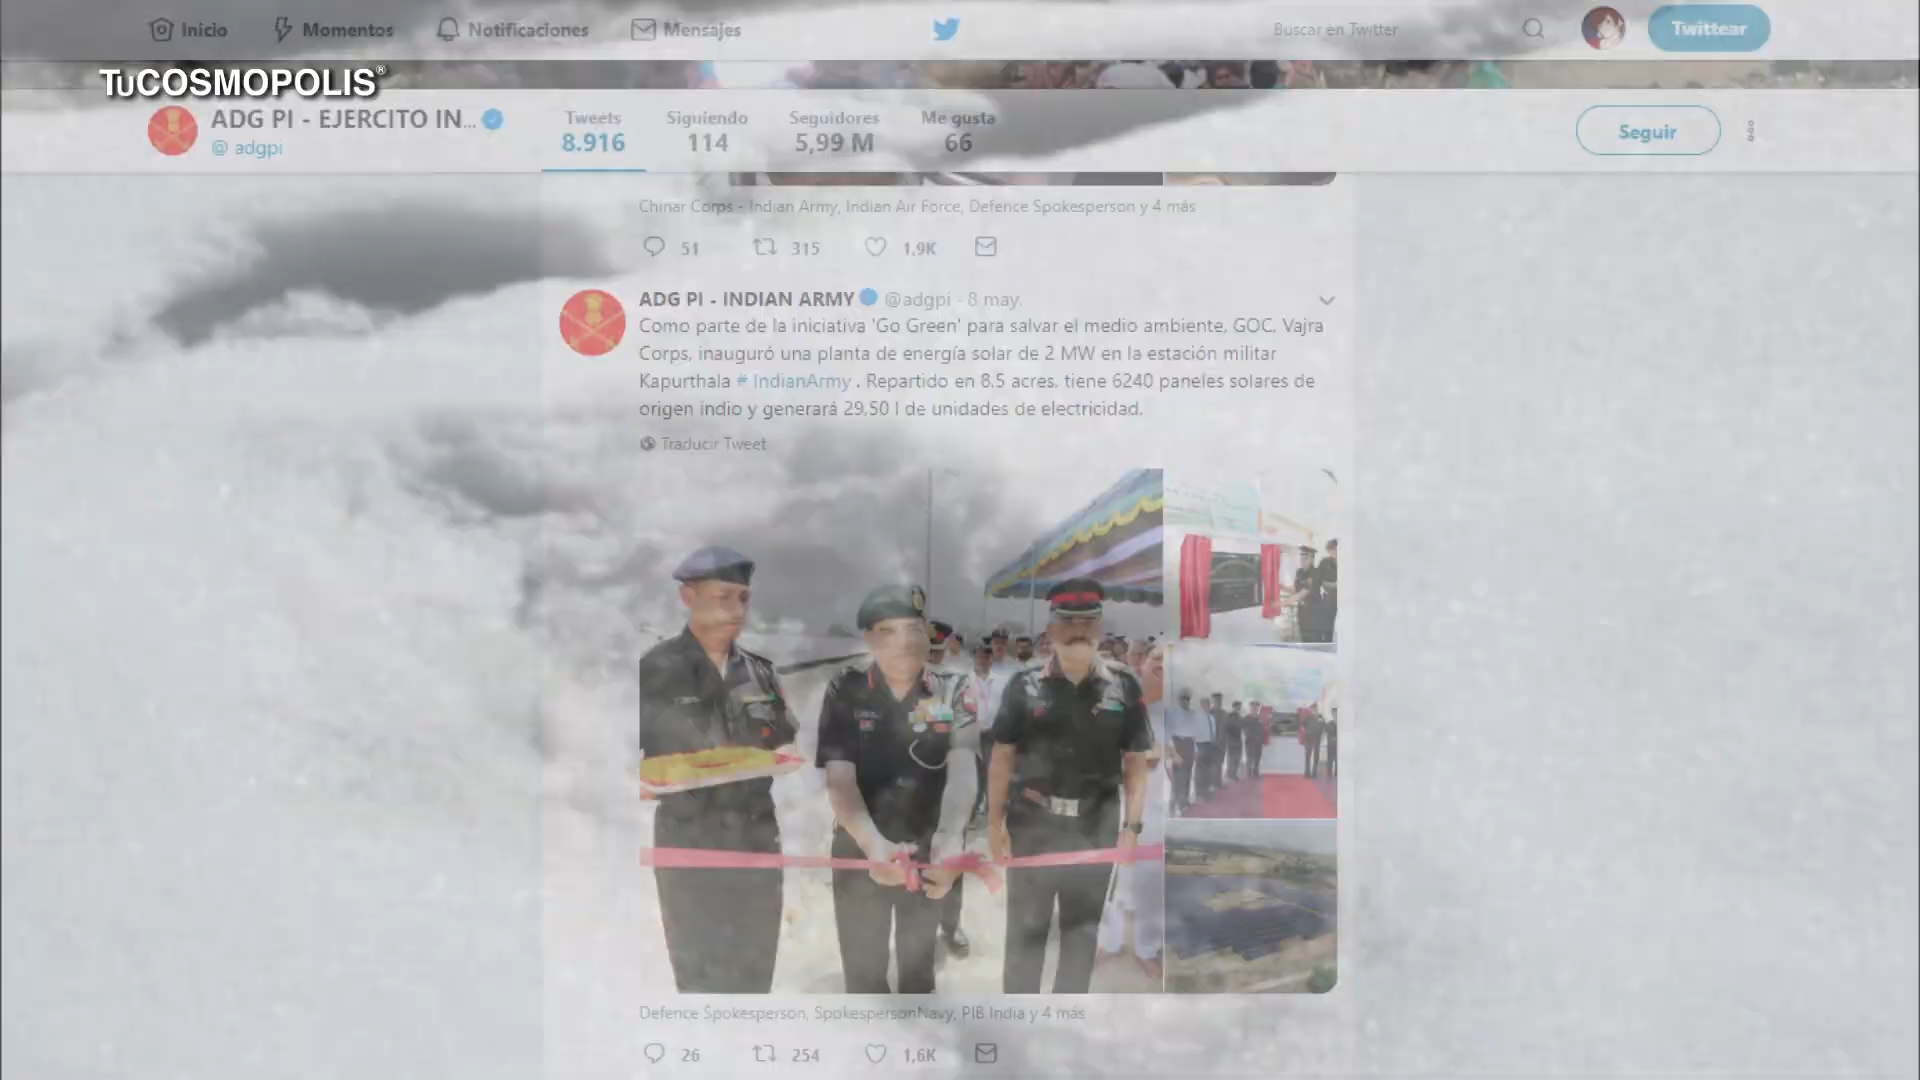 Inicio
Momentos
Notificaciones
Mensajes
Buscar en Twitter
Twittear
TuCOSMOPOLIS®
ADG PI - EJERCITO IN...
@ adgpi
Tweets
8.916
Siguiendo
114
Seguidores
5,99 M
Me gusta
66
Seguir
Chinar Corps - Indian Army, Indian Air Force, Defence Spokesperson y 4 más
51
315
1,9K
ADG PI - INDIAN ARMY @adgpi · 8 may.
Como parte de la iniciativa 'Go Green' para salvar el medio ambiente, GOC, Vajra
Corps, inauguró una planta de energía solar de 2 MW en la estación militar
Kapurthala # IndianArmy . Repartido en 8.5 acres, tiene 6240 paneles solares de
origen indio y generará 29,50 l de unidades de electricidad.
Traducir Tweet
Defence Spokesperson, SpokespersonNavy, PIB India y 4 más
26
254
1,6K